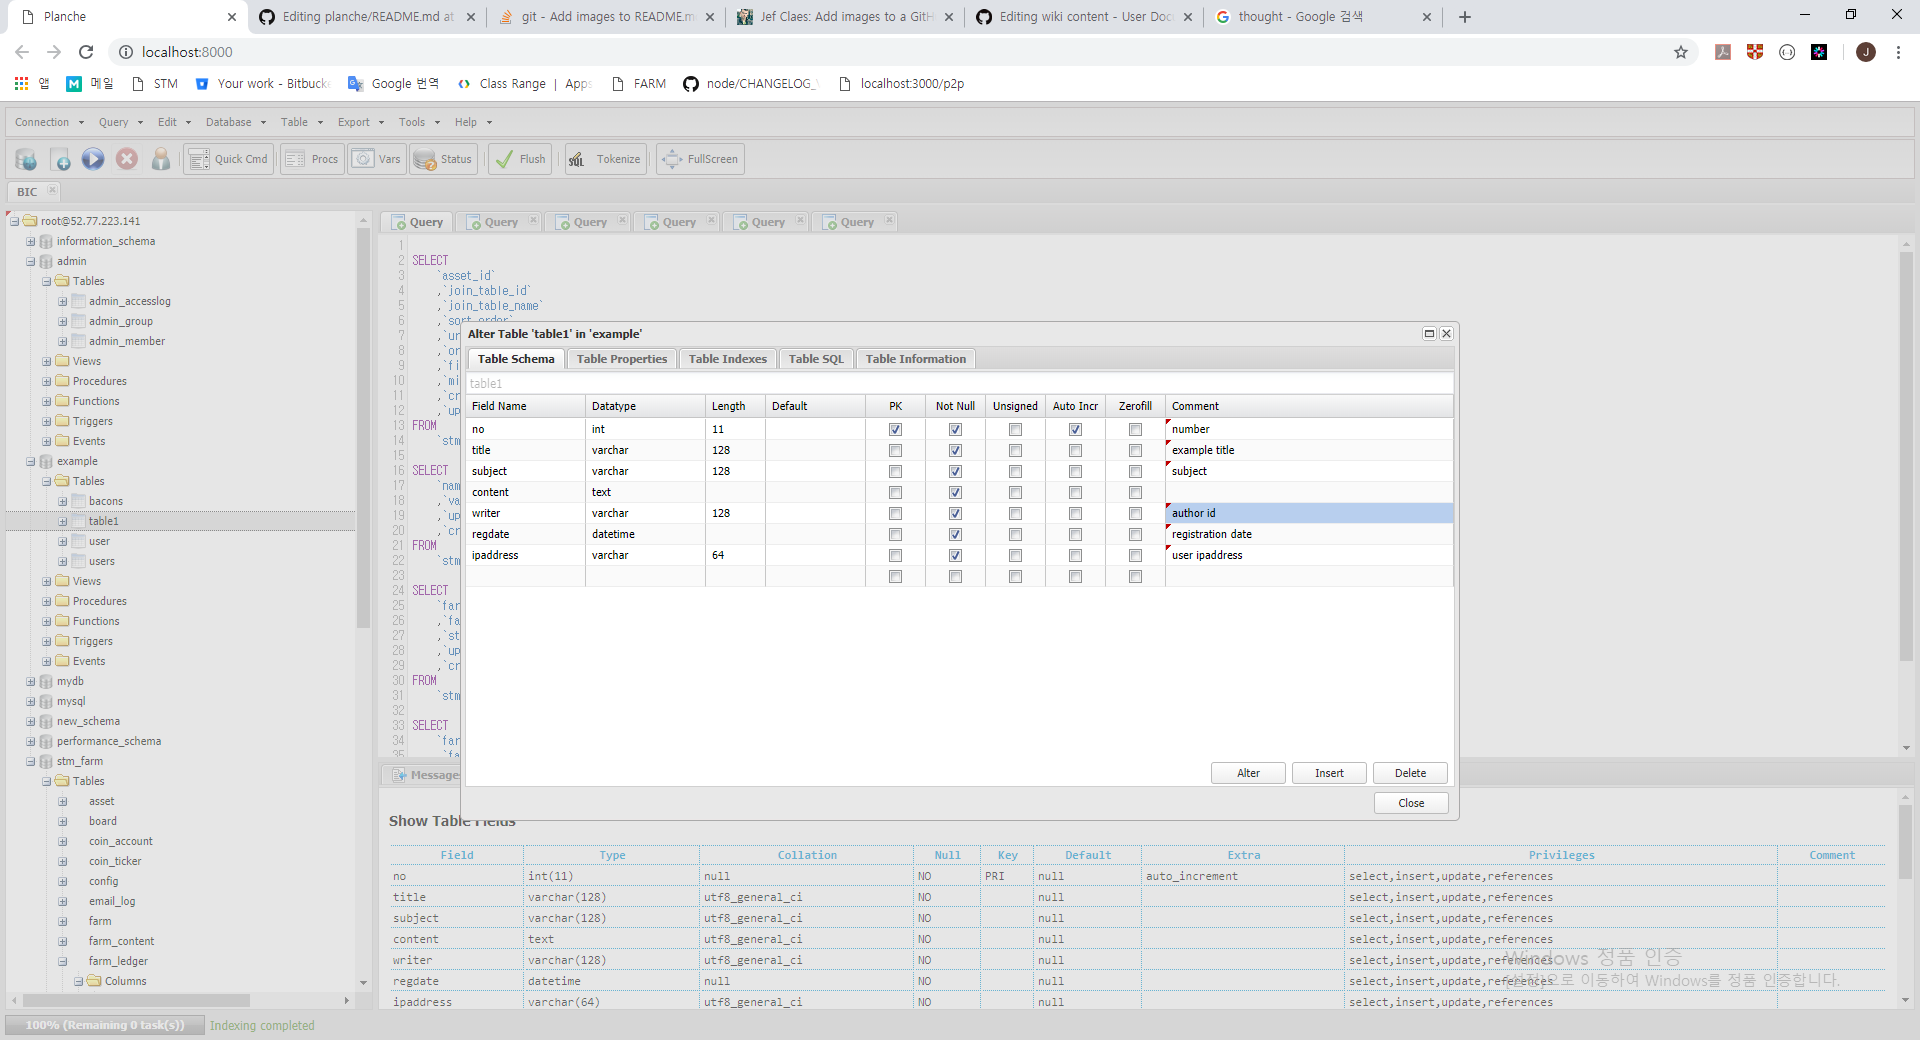 Planche
Editing planche/README.md at
git - Add images to README.m
Jef Claes: Add images to a GitH
Editing wiki content - User Doc
thought - Google 검색
localhost:8000
앱
메일
STM
Your work - Bitbucke
Google 번역
Class Range | Apps
FARM
node/CHANGELOG_
localhost:3000/p2p
Connection Query Edit Database Table Export Tools Help
Quick Cmd Procs Vars Status Flush SQL Tokenize FullScreen
BIC
root@52.77.223.141
information_schema
admin
Tables
admin_accesslog
admin_group
admin_member
Views
Procedures
Functions
Triggers
Events
example
Tables
bacons
table1
user
users
Views
Procedures
Functions
Triggers
Events
mydb
mysql
new_schema
performance_schema
stm_farm
Tables
asset
board
coin_account
coin_ticker
config
email_log
farm
farm_content
farm_ledger
Columns
Query Query Query Query Query Query
1
2 SELECT
3 `asset_id`
4 ,`join_table_id`
5 ,`join_table_name`
6 ,`sort_order`
7 ,`ur
8 ,`or
9 ,`fi
10 ,`mi
11 ,`cr
12 ,`up
13 FROM
14 `stm
15
16 SELECT
17 `nam
18 ,`va
19 ,`up
20 ,`cr
21 FROM
22 `stm
23
24 SELECT
25 `far
26 ,`fa
27 ,`st
28 ,`up
29 ,`cr
30 FROM
31 `stm
32
33 SELECT
34 `far
35 ,`fa
Alter Table 'table1' in 'example'
Table Schema Table Properties Table Indexes Table SQL Table Information
table1
Field Name Datatype Length Default PK Not Null Unsigned Auto Incr Zerofill Comment
no int 11 number
title varchar 128 example title
subject varchar 128 subject
content text
writer varchar 128 author id
regdate datetime registration date
ipaddress varchar 64 user ipaddress
Alter Insert Delete
Close
Message
Show Table Fields
Field Type Collation Null Key Default Extra Privileges Comment
no int(11) null NO PRI null auto_increment select,insert,update,references
title varchar(128) utf8_general_ci NO null select,insert,update,references
subject varchar(128) utf8_general_ci NO null select,insert,update,references
content text utf8_general_ci NO null select,insert,update,references
writer varchar(128) utf8_general_ci NO null select,insert,update,references
regdate datetime null NO null select,insert,update,references
ipaddress varchar(64) utf8_general_ci NO null select,insert,update,references
Windows 정품 인증
[설정]으로 이동하여 Windows를 정품 인증합니다.
100% (Remaining 0 task(s)) Indexing completed